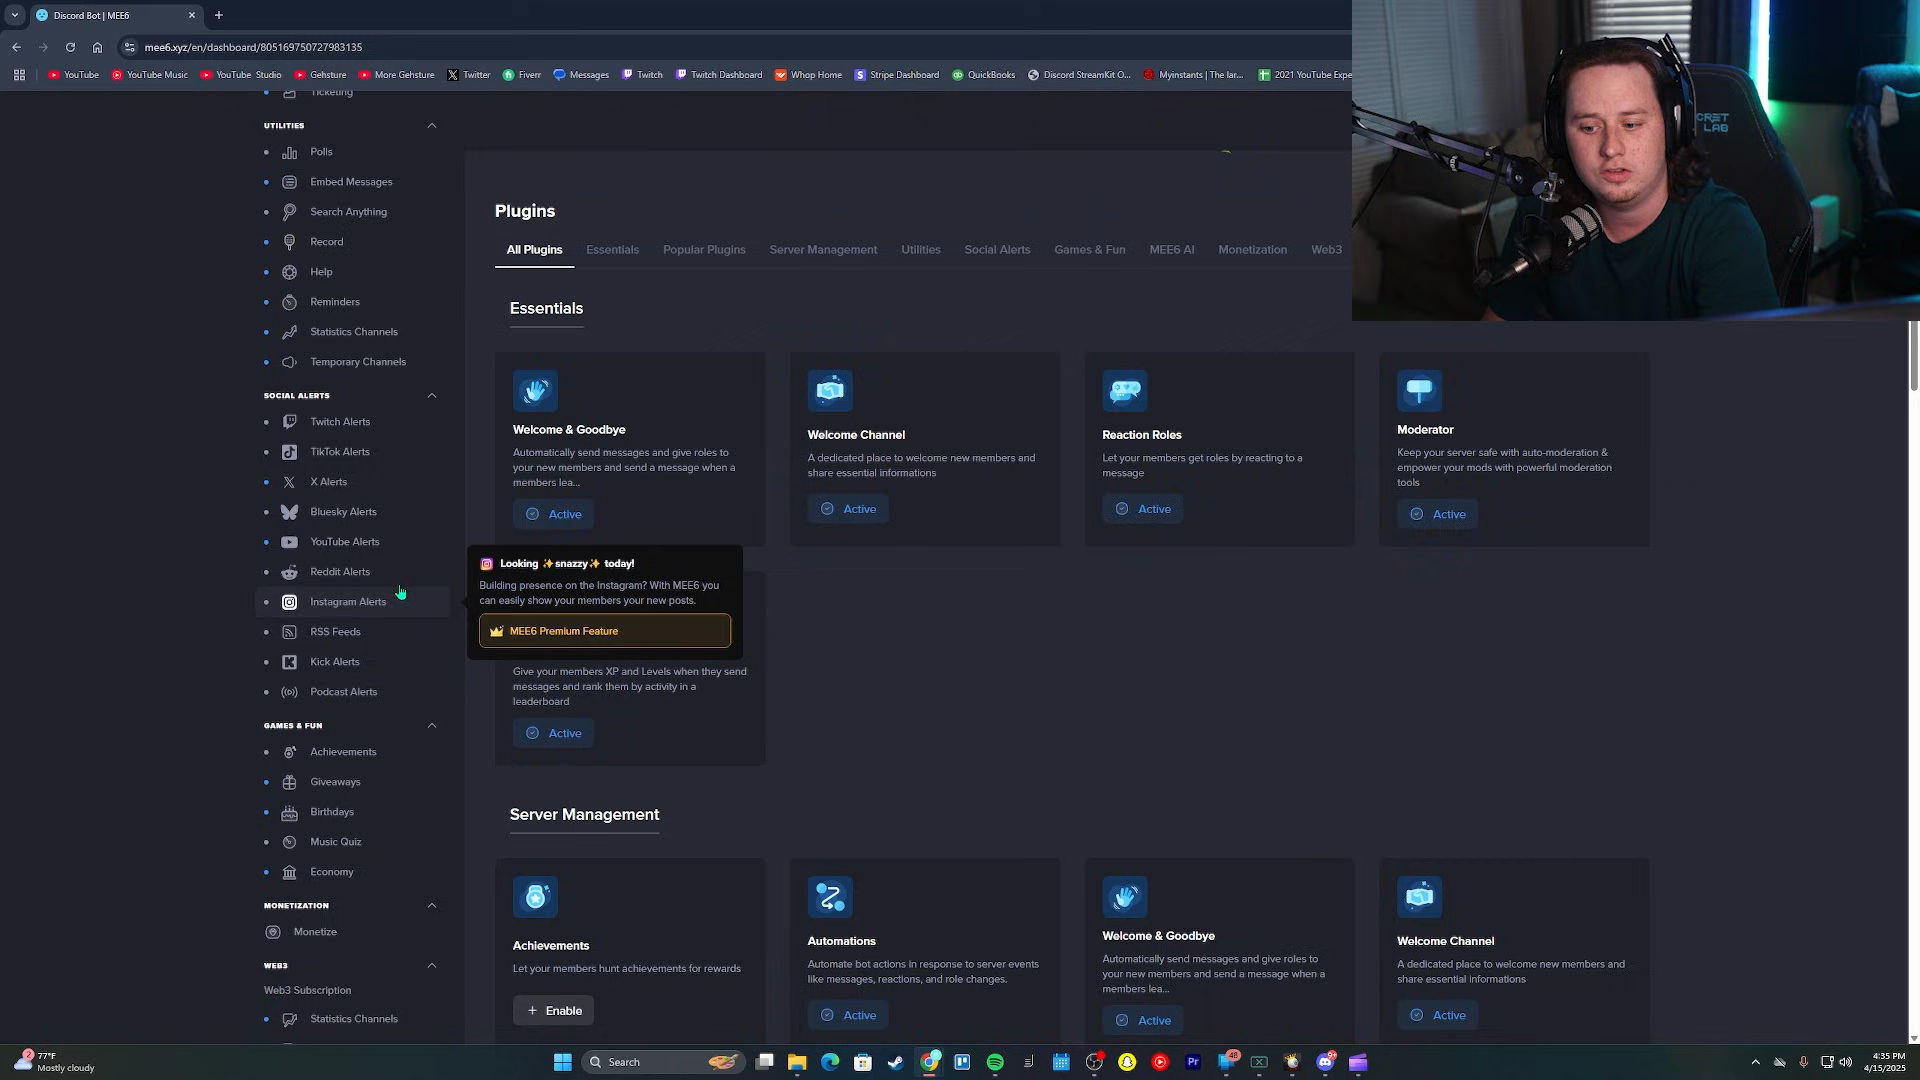 Discord Bot | MEE6
mee6.xyz/en/dashboard/805169750727983135
YouTube
YouTube Music
YouTube Studio
Gehsture
More Gehsture
Twitter
Fiverr
Messages
Twitch
Twitch Dashboard
Whop Home
Stripe Dashboard
QuickBooks
Discord StreamKit O...
Myinstants | The lar...
2021 YouTube Expe
Ticketing
UTILITIES
Polls
Embed Messages
Search Anything
Record
Help
Reminders
Statistics Channels
Temporary Channels
SOCIAL ALERTS
Twitch Alerts
TikTok Alerts
X Alerts
Bluesky Alerts
YouTube Alerts
Reddit Alerts
Instagram Alerts
RSS Feeds
Kick Alerts
Podcast Alerts
GAMES & FUN
Achievements
Giveaways
Birthdays
Music Quiz
Economy
MONETIZATION
Monetize
WEB3
Web3 Subscription
Statistics Channels
Plugins
All Plugins
Essentials
Popular Plugins
Server Management
Utilities
Social Alerts
Games & Fun
MEE6 AI
Monetization
Web3
Essentials
Welcome & Goodbye
Automatically send messages and give roles to
your new members and send a message when a
members lea...
Active
Welcome Channel
A dedicated place to welcome new members and
share essential informations
Active
Reaction Roles
Let your members get roles by reacting to a
message
Active
Moderator
Keep your server safe with auto-moderation &
empower your mods with powerful moderation
tools
Active
Looking ✨snazzy✨ today!
Building presence on the Instagram? With MEE6 you
can easily show your members your new posts.
MEE6 Premium Feature
Give your members XP and Levels when they send
messages and rank them by activity in a
leaderboard
Active
Server Management
Achievements
Let your members hunt achievements for rewards
+ Enable
Automations
Automate bot actions in response to server events
like messages, reactions, and role changes.
Active
Welcome & Goodbye
Automatically send messages and give roles to
your new members and send a message when a
members lea...
Active
Welcome Channel
A dedicated place to welcome new members and
share essential informations
Active
CRET
LAB
2
77°F
Mostly cloudy
Search
Pr
48
4:35 PM
4/15/2025